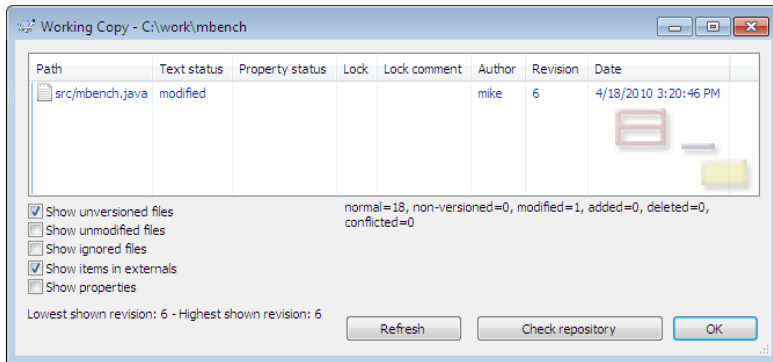 Working Copy - C:\work\mbench
Path Text status Property status Lock Lock comment Author Revision Date
src/mbench.java modified mike 6 4/18/2010 3:20:46 PM
normal=18, non-versioned=0, modified=1, added=0, deleted=0,
conflicted=0
Show unversioned files
Show unmodified files
Show ignored files
Show items in externals
Show properties
Lowest shown revision: 6 - Highest shown revision: 6
Refresh Check repository OK